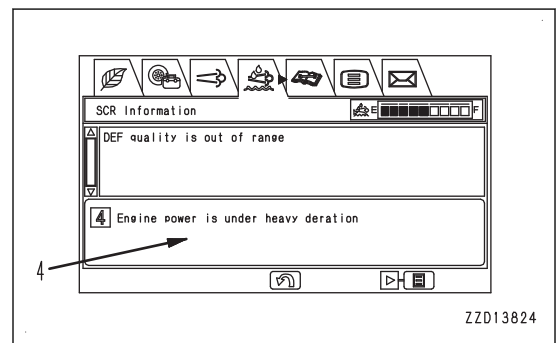 SCR Information
E F
DEF quality is out of range
4 Engine power is under heavy deration
4
ZZD13824